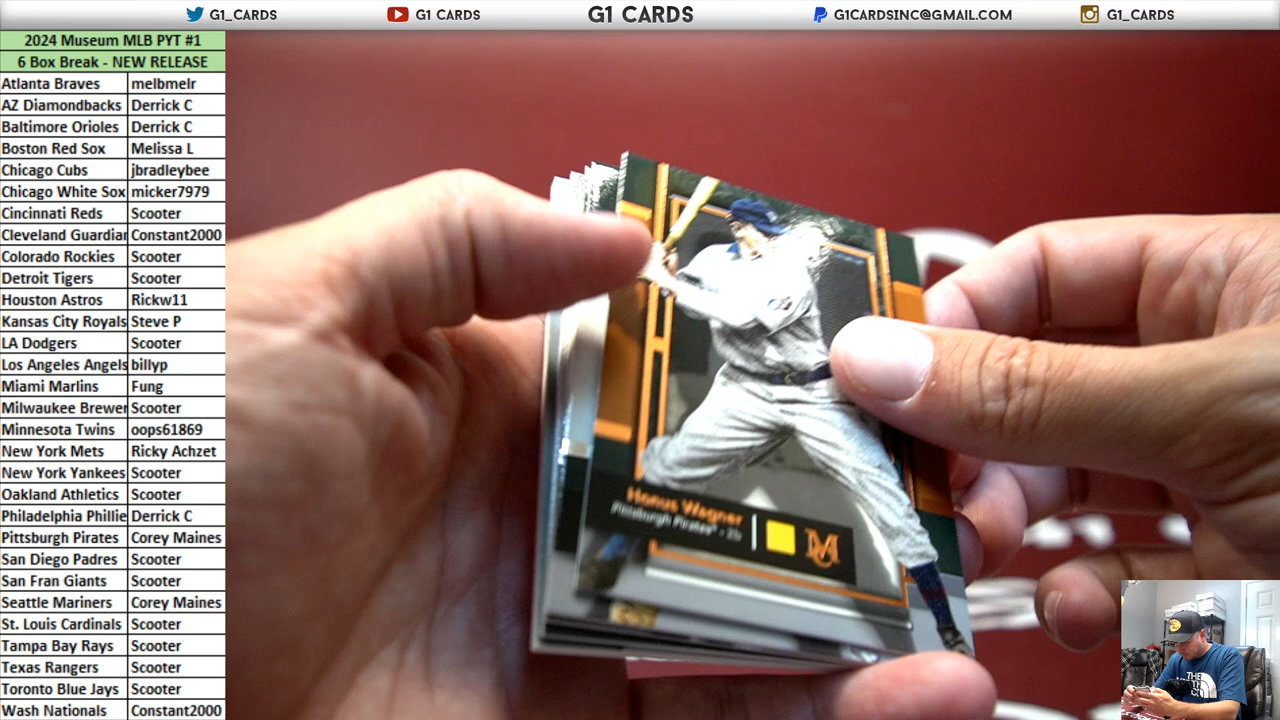 G1_CARDS
G1 CARDS
G1 CARDS
G1CARDSINC@GMAIL.COM
G1_CARDS
2024 Museum MLB PYT #1
6 Box Break - NEW RELEASE
Atlanta Braves melbmelr
AZ Diamondbacks Derrick C
Baltimore Orioles Derrick C
Boston Red Sox Melissa L
Chicago Cubs jbradleybee
Chicago White Sox micker7979
Cincinnati Reds Scooter
Cleveland Guardian Constant2000
Colorado Rockies Scooter
Detroit Tigers Scooter
Houston Astros Rickw11
Kansas City Royals Steve P
LA Dodgers Scooter
Los Angeles Angels billyp
Miami Marlins Fung
Milwaukee Brewer Scooter
Minnesota Twins oops61869
New York Mets Ricky Achzet
New York Yankees Scooter
Oakland Athletics Scooter
Philadelphia Phillie Derrick C
Pittsburgh Pirates Corey Maines
San Diego Padres Scooter
San Fran Giants Scooter
Seattle Mariners Corey Maines
St. Louis Cardinals Scooter
Tampa Bay Rays Scooter
Texas Rangers Scooter
Toronto Blue Jays Scooter
Wash Nationals Constant2000
Honus Wagner
Pittsburgh Pirates
MC
THE